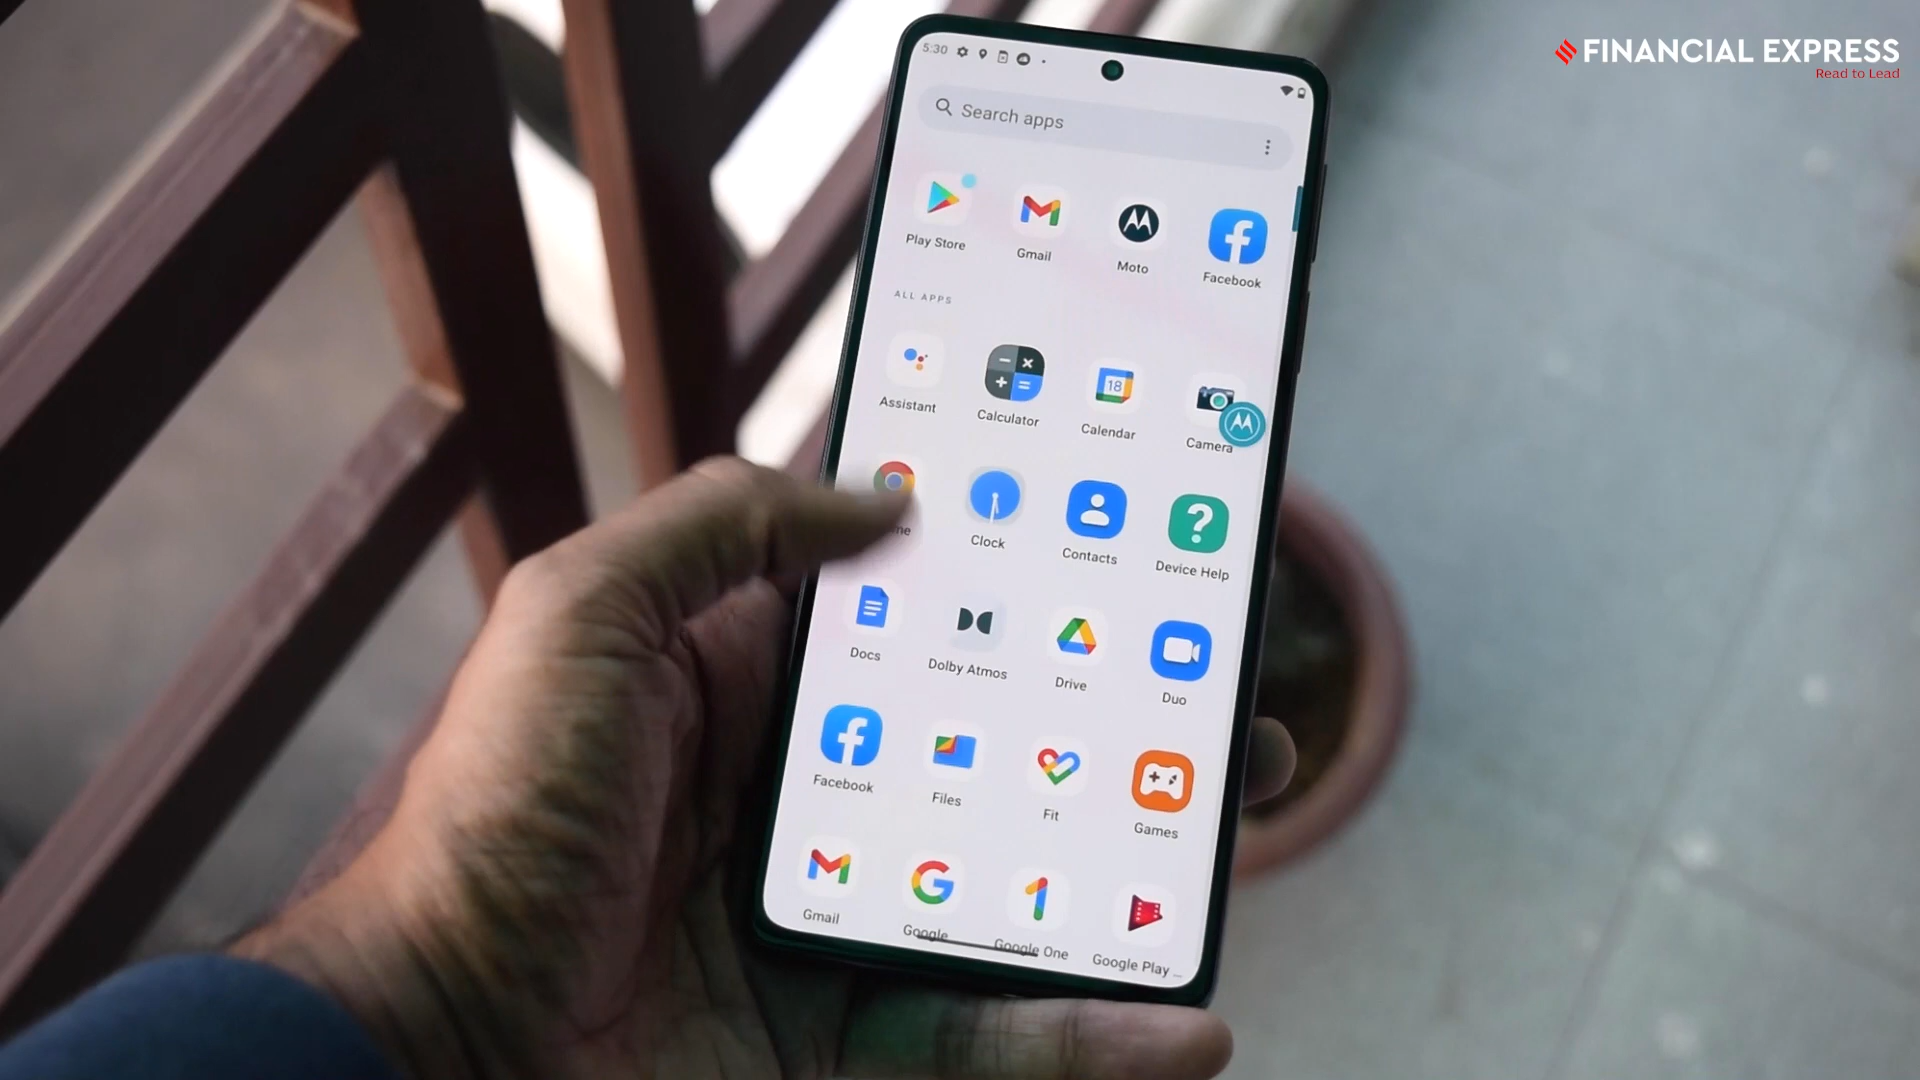 FINANCIAL EXPRESS
Read to Lead
5:30
Search apps
Play Store
Gmail
Moto
Facebook
ALL APPS
Assistant
Calculator
18
Calendar
Camera
me
Clock
Contacts
Device Help
Docs
Dolby Atmos
Drive
Duo
Facebook
Files
Fit
Games
Gmail
Google
Google One
Google Play ...